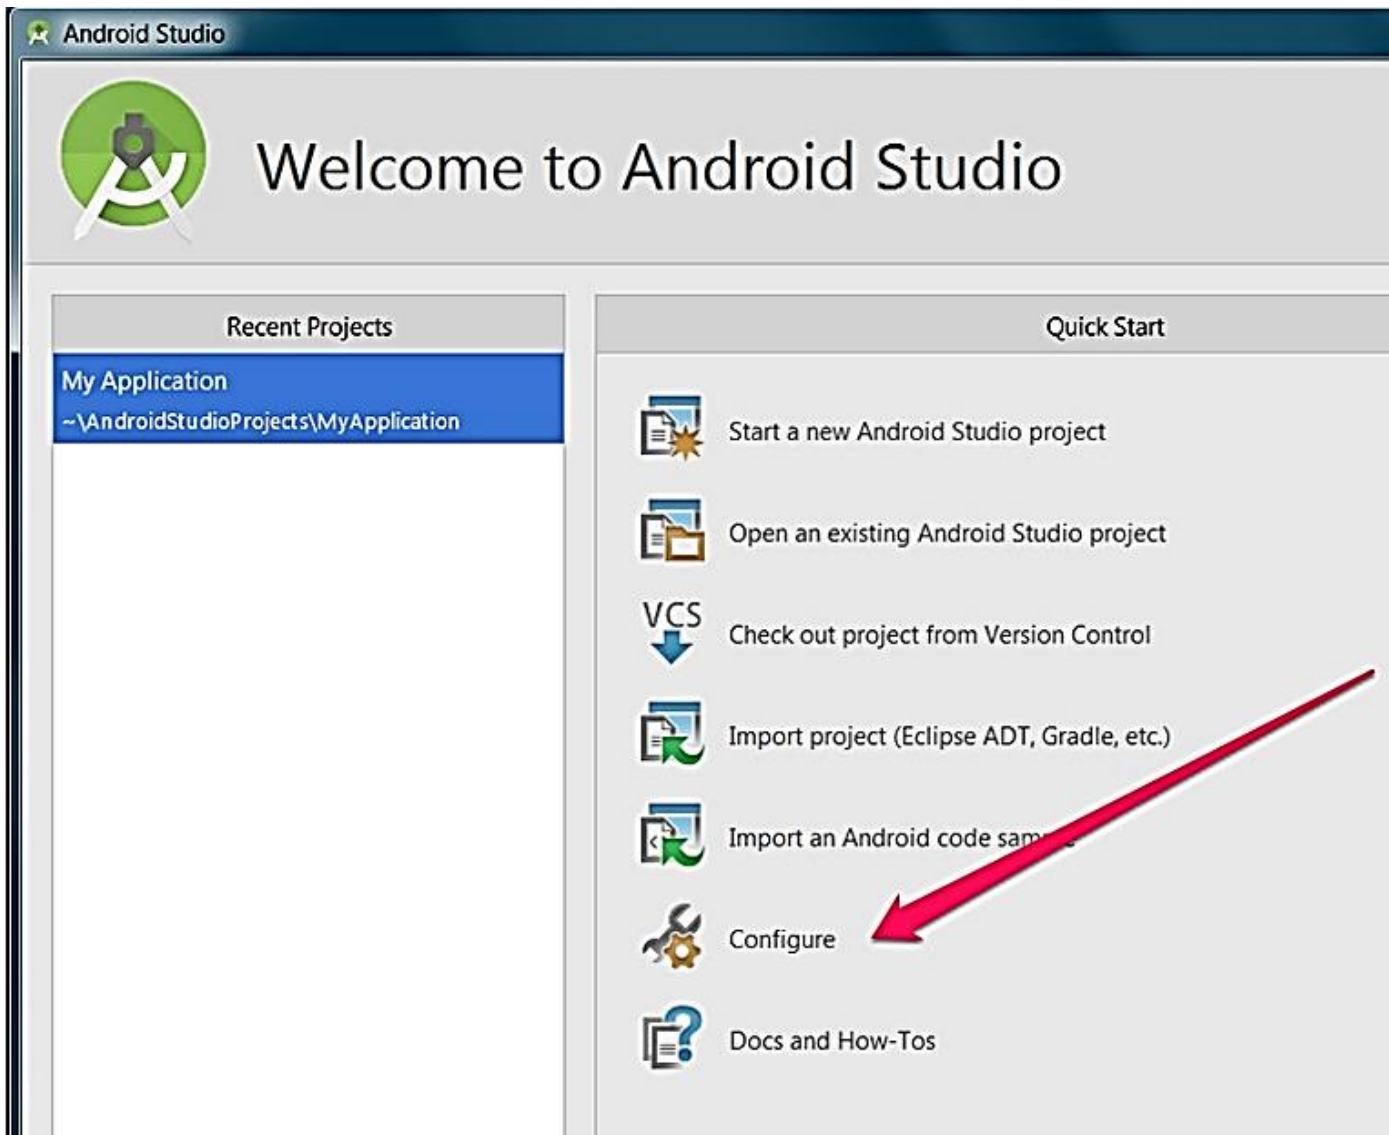 Android Studio
Welcome to Android Studio
Recent Projects
My Application
~\AndroidStudioProjects\MyApplication
Quick Start
Start a new Android Studio project
Open an existing Android Studio project
VCS
Check out project from Version Control
Import project (Eclipse ADT, Gradle, etc.)
Import an Android code sample
Configure
Docs and How-Tos